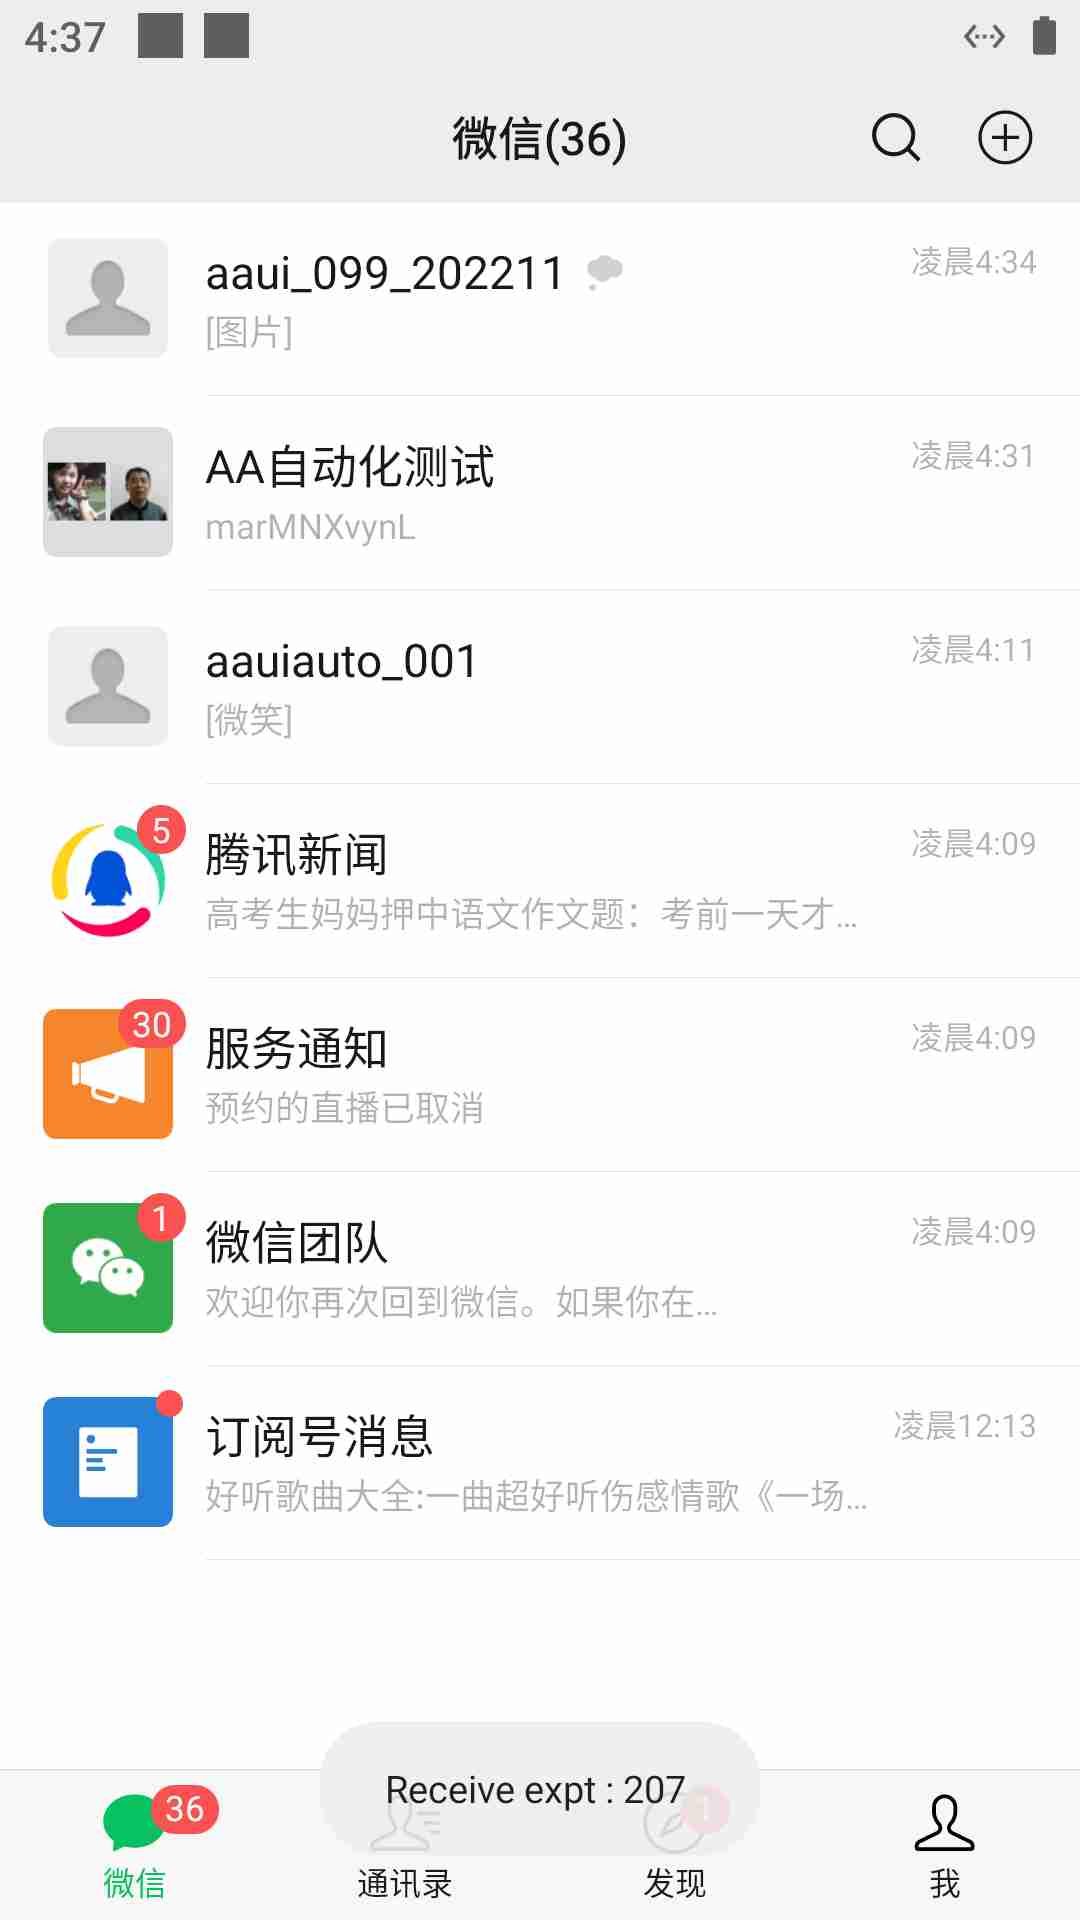 4:37
微信(36)
aaui_099_202211
凌晨4:34
[图片]
AA自动化测试
凌晨4:31
marMNXvynL
aauiauto_001
凌晨4:11
[微笑]
5
腾讯新闻
凌晨4:09
高考生妈妈押中语文作文题：考前一天才...
30
服务通知
凌晨4:09
预约的直播已取消
1
微信团队
凌晨4:09
欢迎你再次回到微信。如果你在...
订阅号消息
凌晨12:13
好听歌曲大全:一曲超好听伤感情歌《一场...
Receive expt : 207
36
1
微信
通讯录
发现
我